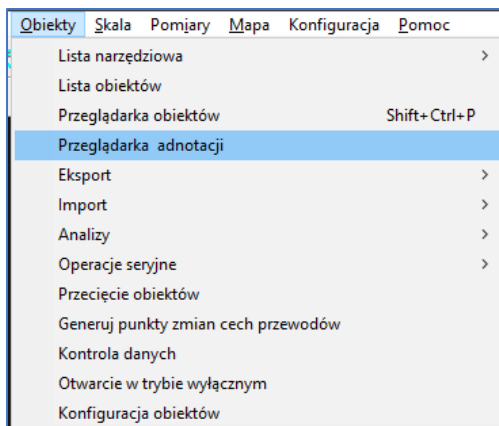 Obiekty Skala Pomiary Mapa Konfiguracja Pomoc
Lista narzędziowa >
Lista obiektów
Przeglądarka obiektów Shift+Ctrl+P
Przeglądarka adnotacji
Eksport >
Import >
Analizy >
Operacje seryjne >
Przecięcie obiektów
Generuj punkty zmian cech przewodów
Kontrola danych
Otwarcie w trybie wyłącznym
Konfiguracja obiektów